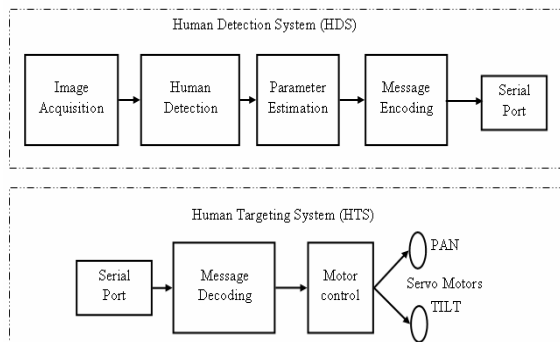 Human Detection System (HDS)
Image
Acquisition
Human
Detection
Parameter
Estimation
Message
Encoding
Serial
Port
Human Targeting System (HTS)
Serial
Port
Message
Decoding
Motor
control
PAN
Servo Motors
TILT